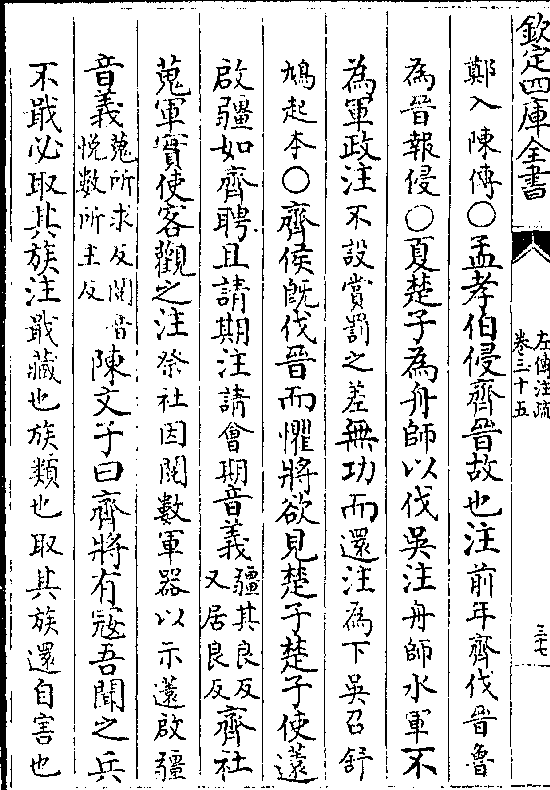 欽定四庫全書
左傳注疏
卷三十五
三七
鄭入陳傳〇孟孝伯侵齊晉故也注前年齊伐晉魯
為晉報侵〇夏楚子為舟師以伐吳注舟師水軍不
為軍政注不設賞罰之差無功而還注為下吳召舒
鳩起本〇齊侯既伐晉而懼將欲見楚子楚子使薳
啟疆如齊聘且請期注請會期音義疆其良反又居良反齊社
蒐軍實使客觀之注祭社因閱數軍器以示薳啟疆
音義蒐所求反閱音悅數所主反陳文子曰齊將有寇吾聞之兵
不戢必取其族注戢藏也族類也取其族還自害也